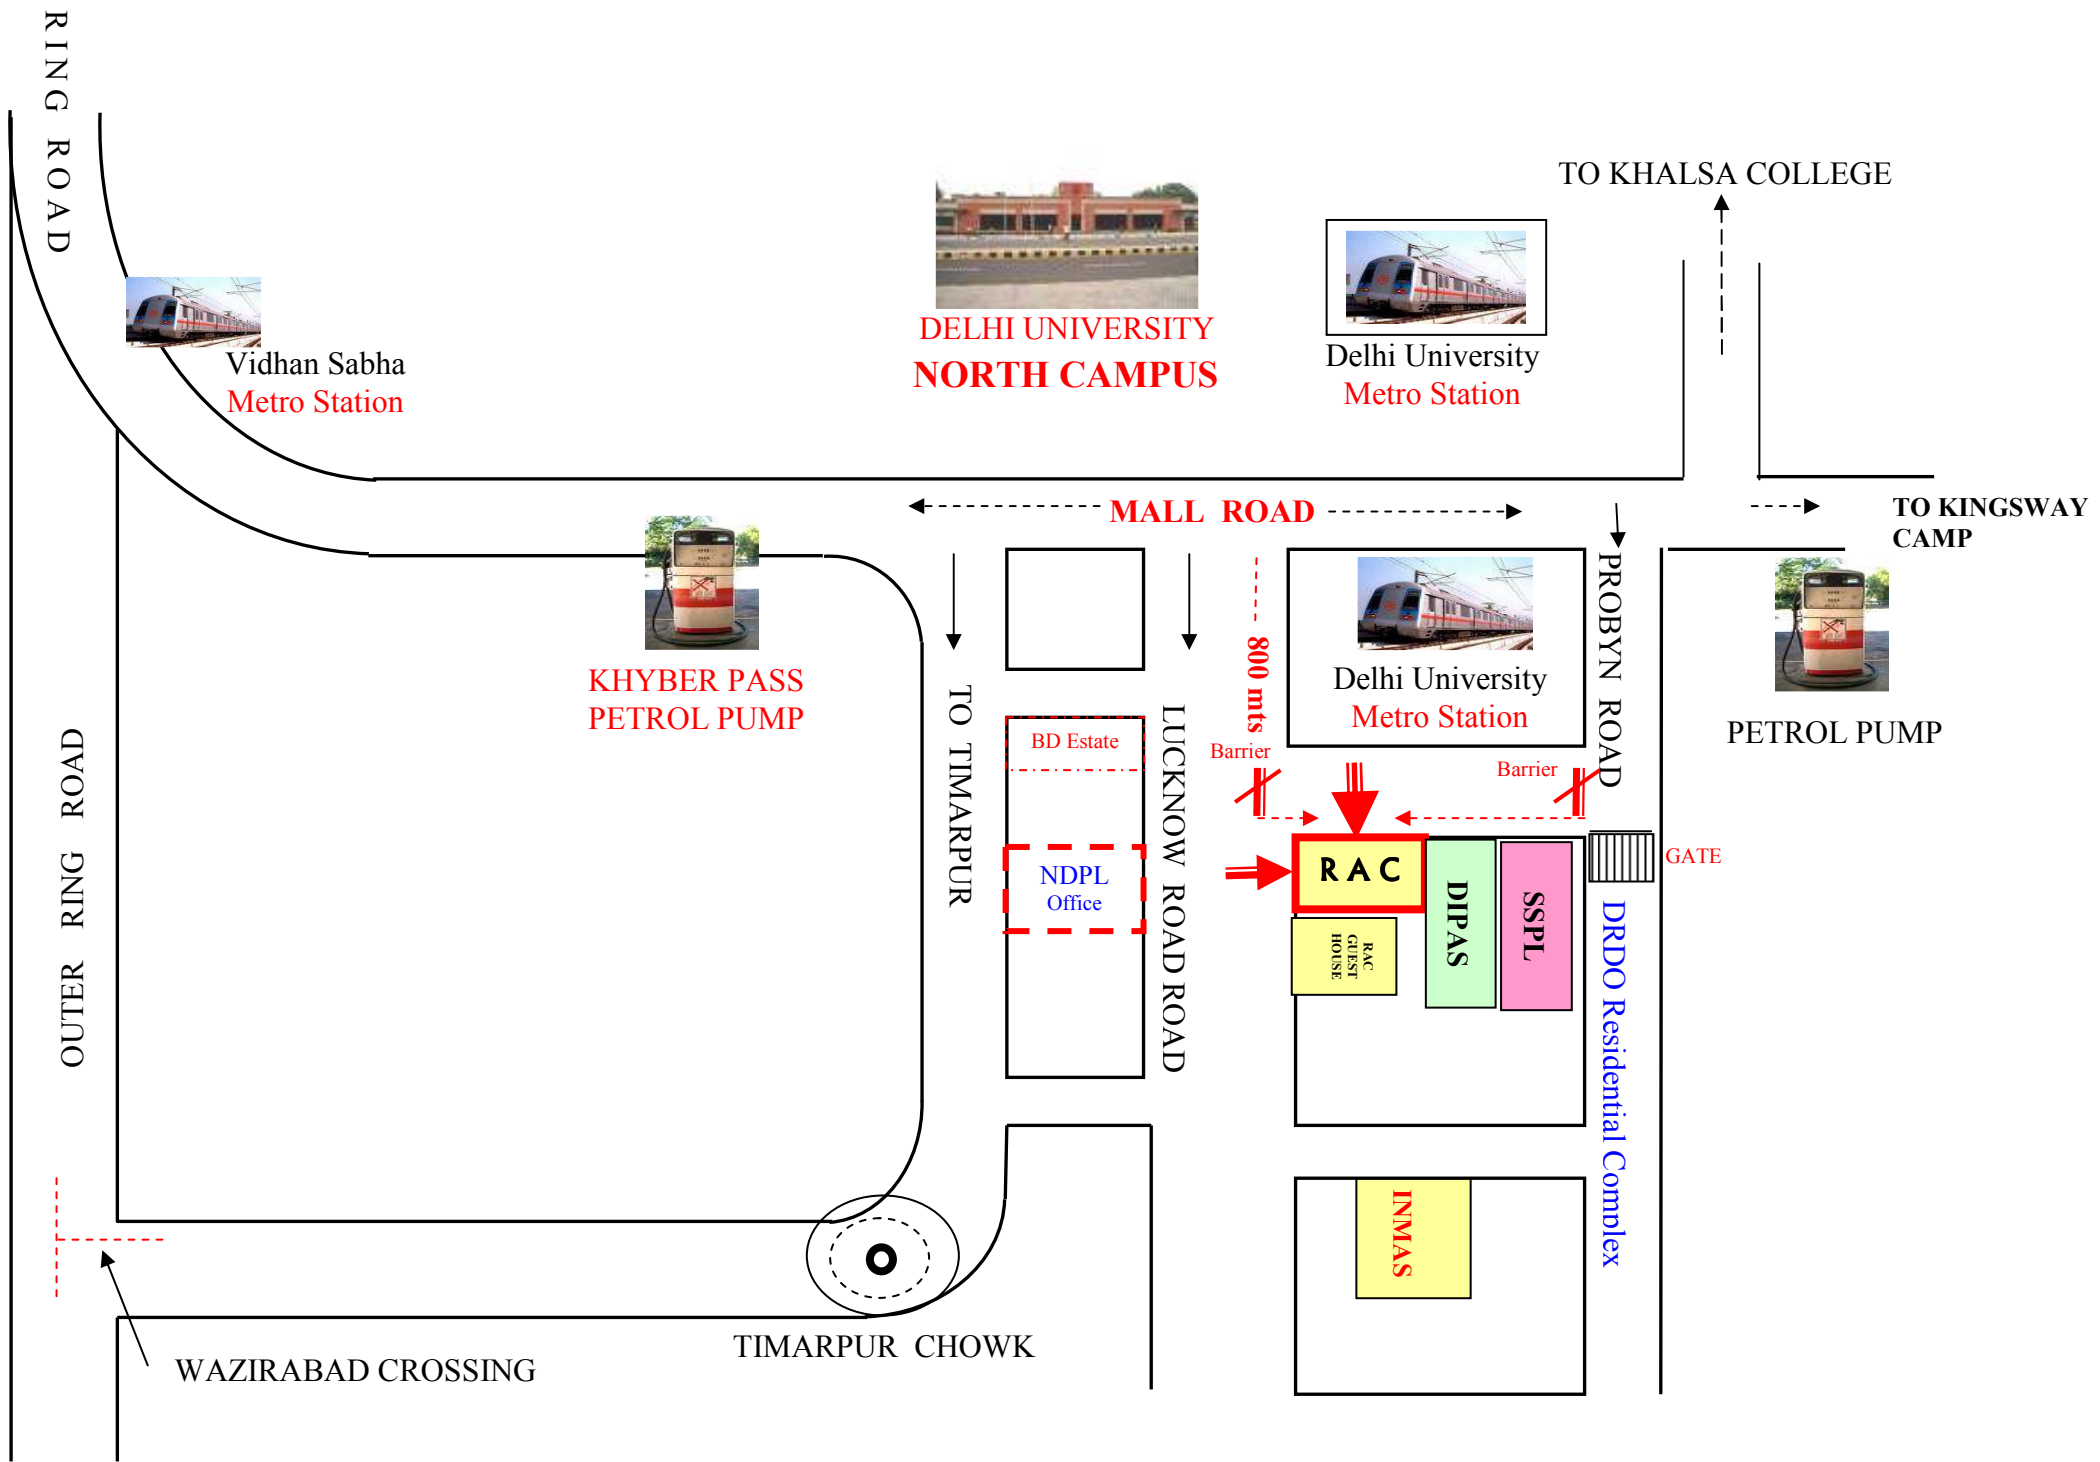 RING ROAD
TO KHALSA COLLEGE
DELHI UNIVERSITY
NORTH CAMPUS
Delhi University
Metro Station
Vidhan Sabha
Metro Station
MALL ROAD
TO KINGSWAY
CAMP
KHYBER PASS
PETROL PUMP
TO TIMARPUR
BD Estate
NDPL
Office
LUCKNOW ROAD ROAD
800 mts
Barrier
Delhi University
Metro Station
Barrier
PROBYN ROAD
PETROL PUMP
RAC
DIPAS
SSPL
GATE
RAC
GUEST
HOUSE
DRDO Residential Complex
INMAS
OUTER RING ROAD
WAZIRABAD CROSSING
TIMARPUR CHOWK